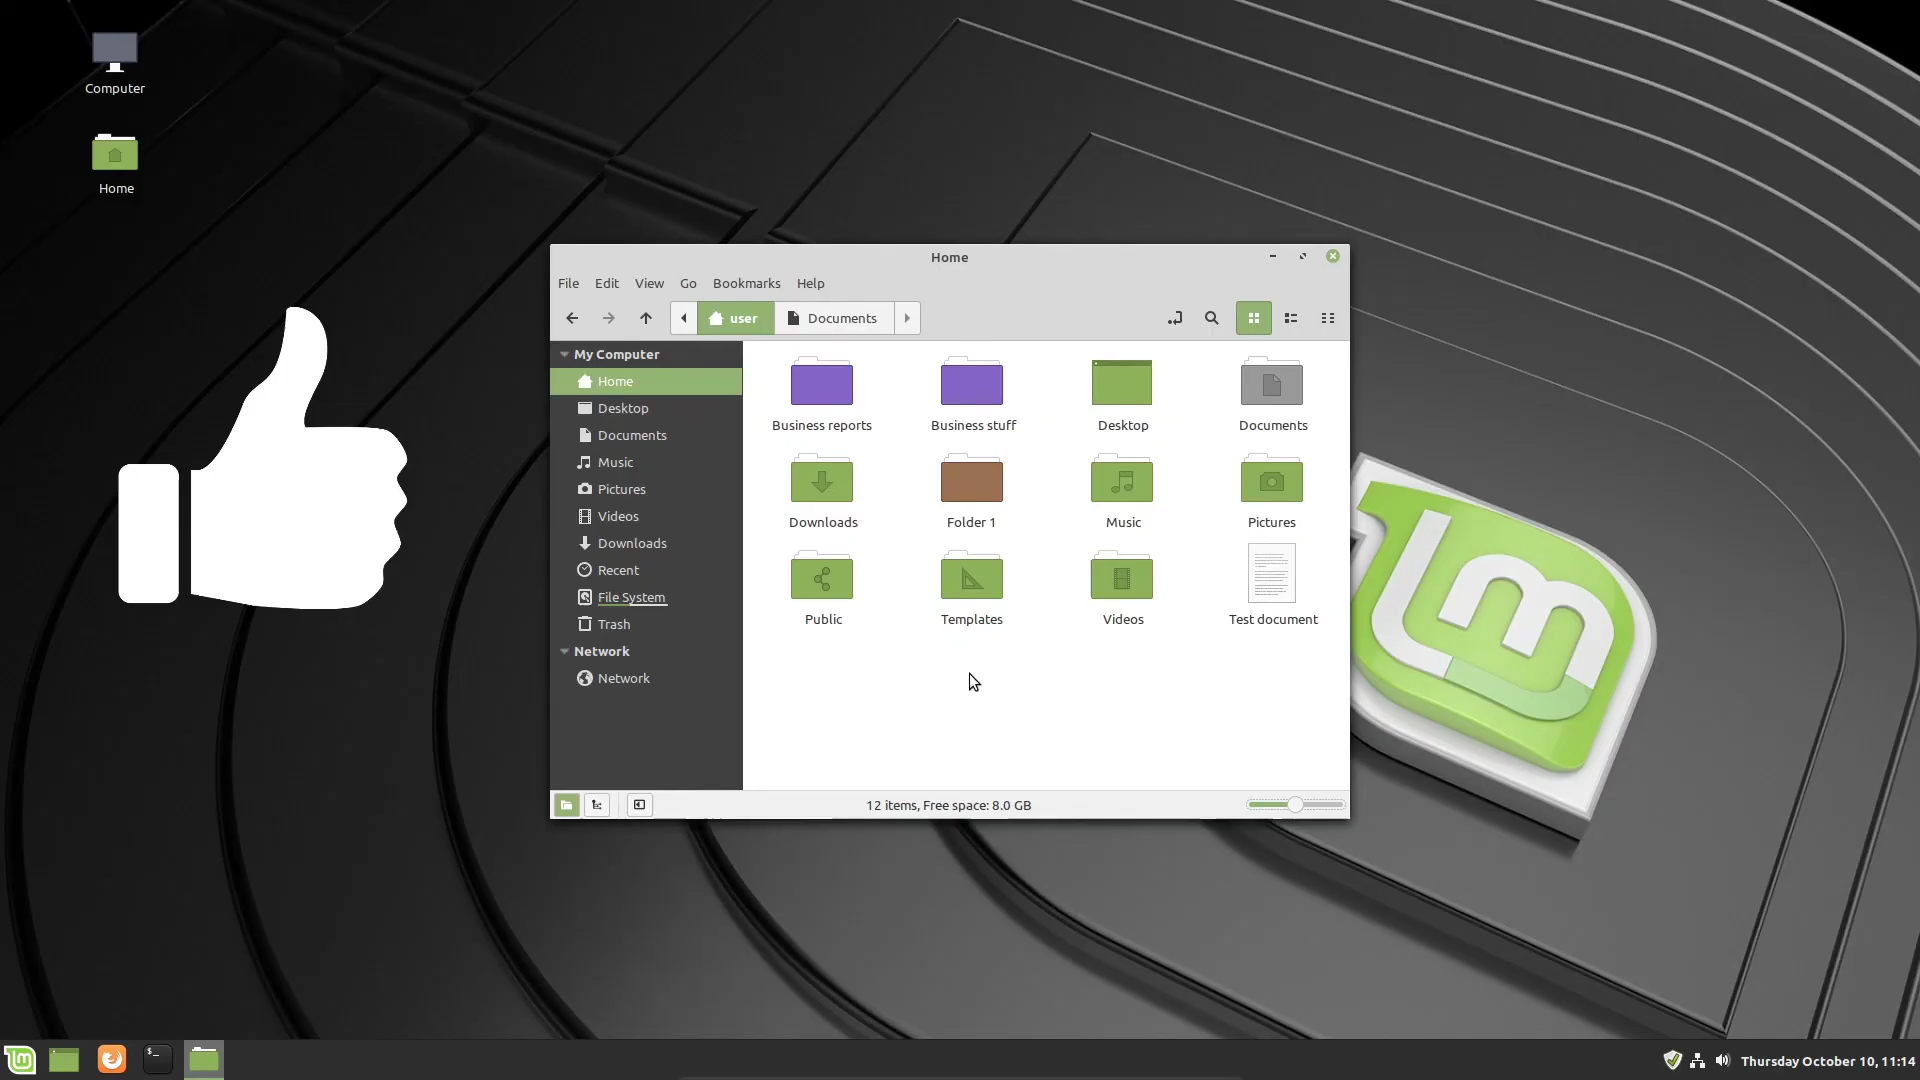 Computer
Home
Home
File Edit View Go Bookmarks Help
user Documents
My Computer
Home
Desktop
Documents
Music
Pictures
Videos
Downloads
Recent
File System
Trash
Network
Network
Business reports Business stuff Desktop Documents
Downloads Folder 1 Music Pictures
Public Templates Videos Test document
12 items, Free space: 8.0 GB
Thursday October 10, 11:14